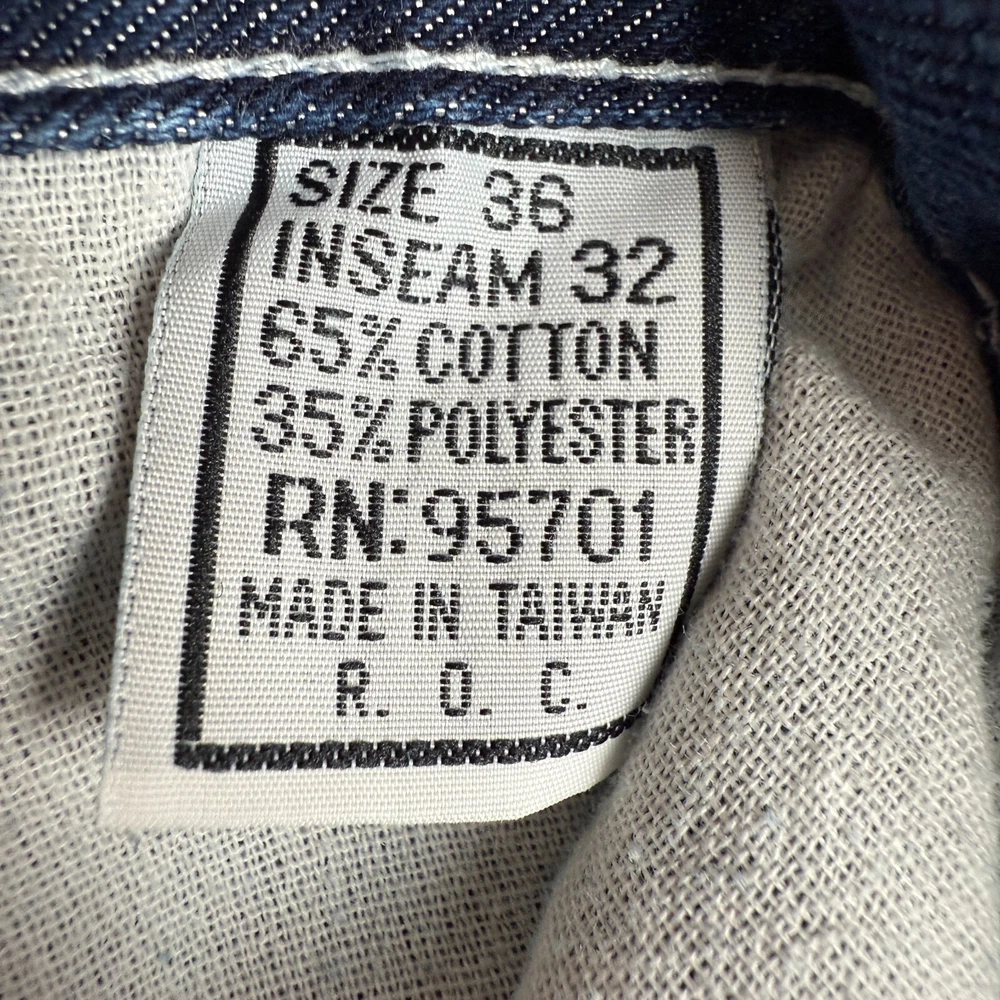 SIZE 36
INSEAM 32
65% COTTON
35% POLYESTER
RN: 95701
MADE IN TAIWAN
R. O. C.